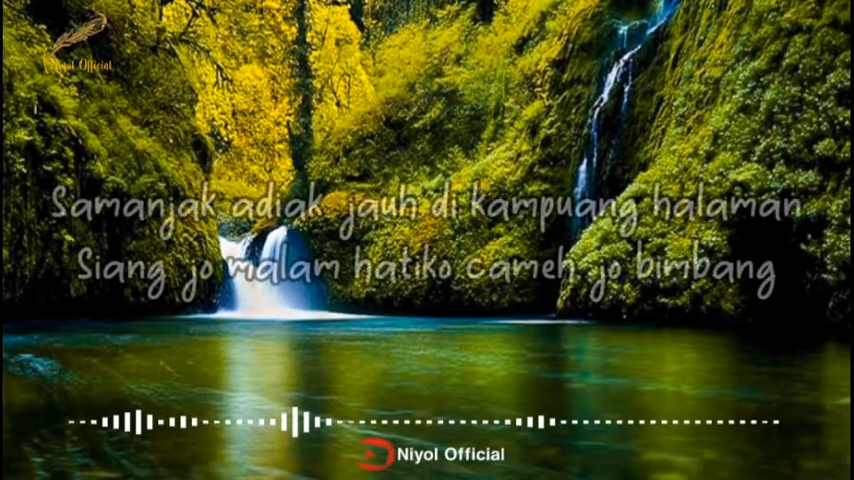 Niyol Official
Samanjak adiak jauh di kampuang halaman
Siang jo malam hatiko cameh jo bimbang
Niyol Official